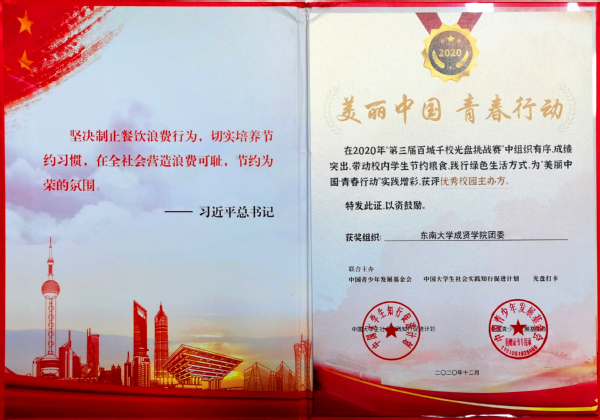 坚决制止餐饮浪费行为，切实培养节
约习惯，在全社会营造浪费可耻，节约为
荣的氛围。
——习近平总书记
2020
美丽中国 青春行动
在2020年"第三届百城千校光盘挑战赛"中组织有序,成绩
突出,带动校内学生节约粮食,践行绿色生活方式,为"美丽中
国·青春行动"实践增彩,获评优秀校园主办方。
特发此证,以资鼓励。
获奖组织: 东南大学成贤学院团委
联合主办
中国青少年发展基金会 中国大学生社会实践知行促进计划 光盘打卡
二〇二〇年十二月